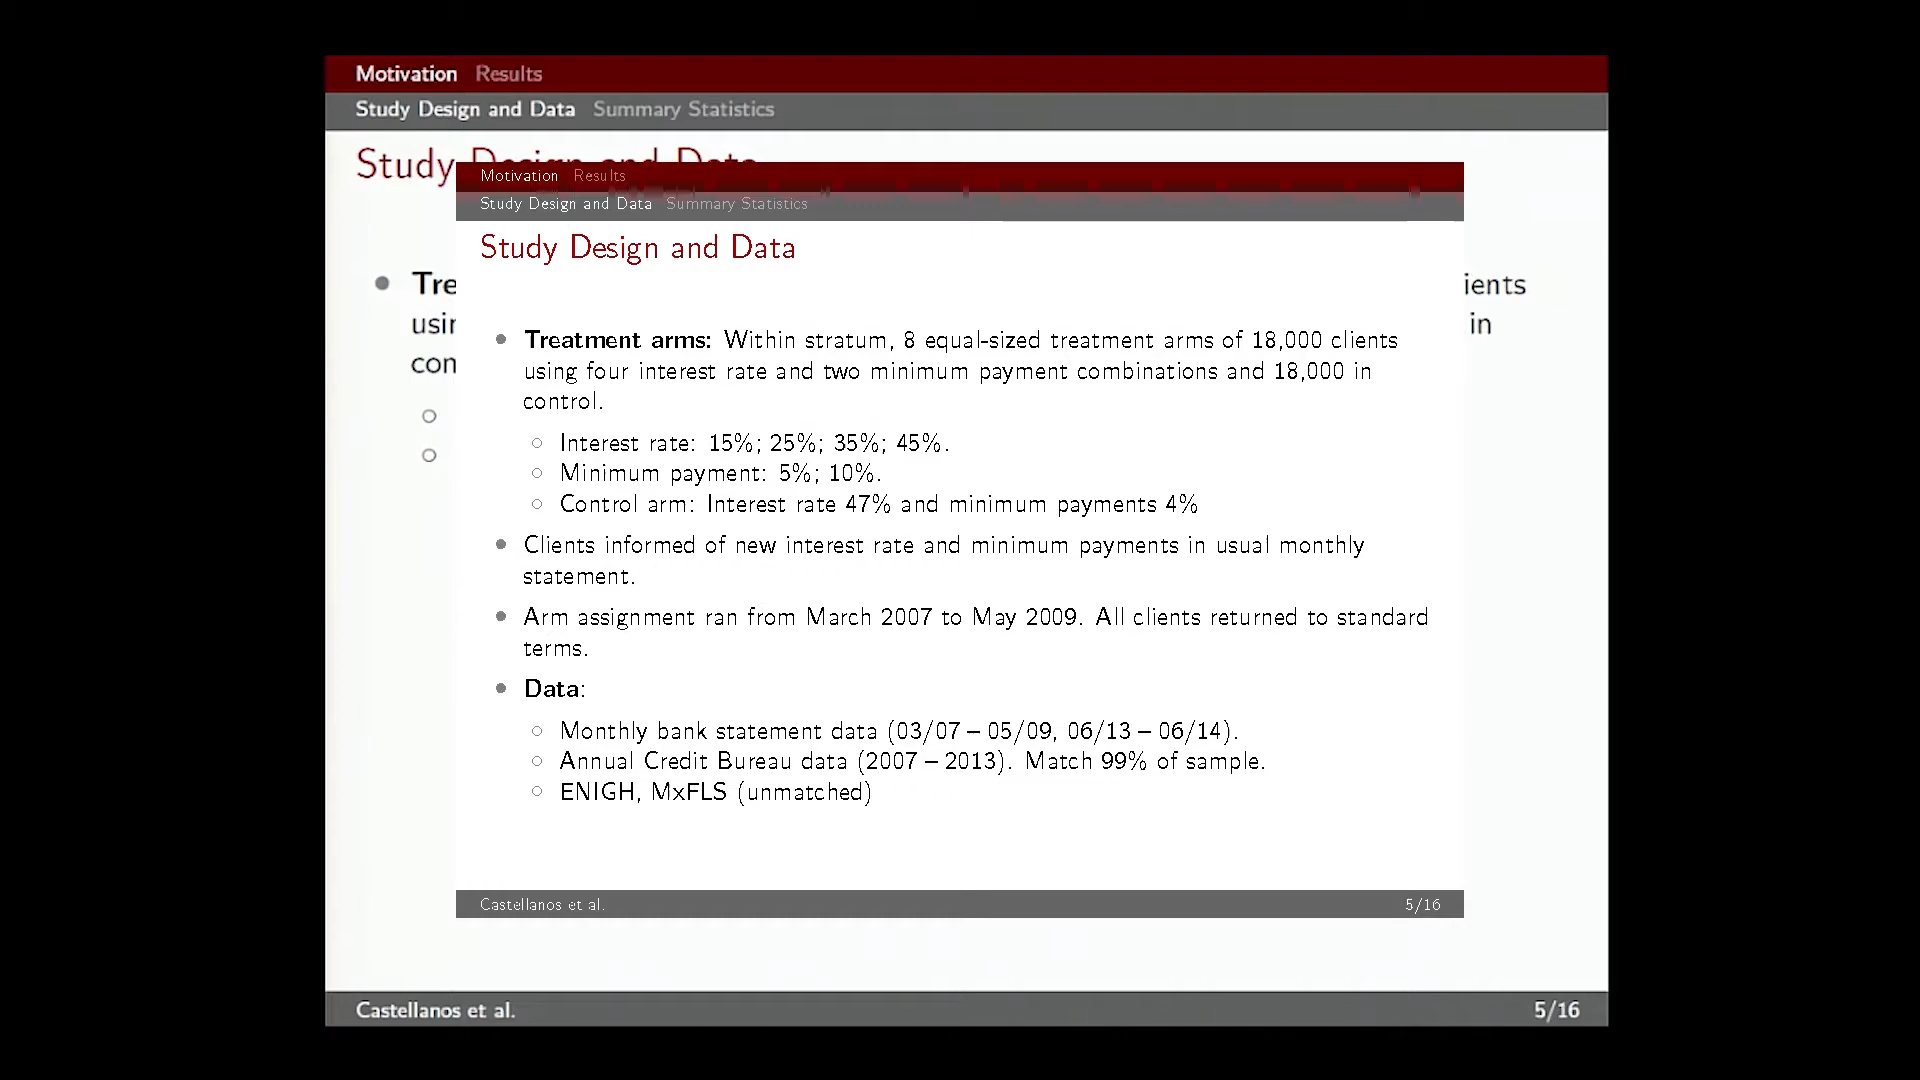 Motivation Results
Study Design and Data Summary Statistics
Study Design and Data
Motivation Results
Study Design and Data Summary Statistics
Study Design and Data
• Treatment arms: Within stratum, 8 equal-sized treatment arms of 18,000 clients
using four interest rate and two minimum payment combinations and 18,000 in
control.
○ Interest rate: 15%; 25%; 35%; 45%.
○ Minimum payment: 5%; 10%.
○ Control arm: Interest rate 47% and minimum payments 4%
• Clients informed of new interest rate and minimum payments in usual monthly
statement.
• Arm assignment ran from March 2007 to May 2009. All clients returned to standard
terms.
• Data:
○ Monthly bank statement data (03/07 – 05/09, 06/13 – 06/14).
○ Annual Credit Bureau data (2007 – 2013). Match 99% of sample.
○ ENIGH, MxFLS (unmatched)
Castellanos et al. 5/16
Castellanos et al. 5/16